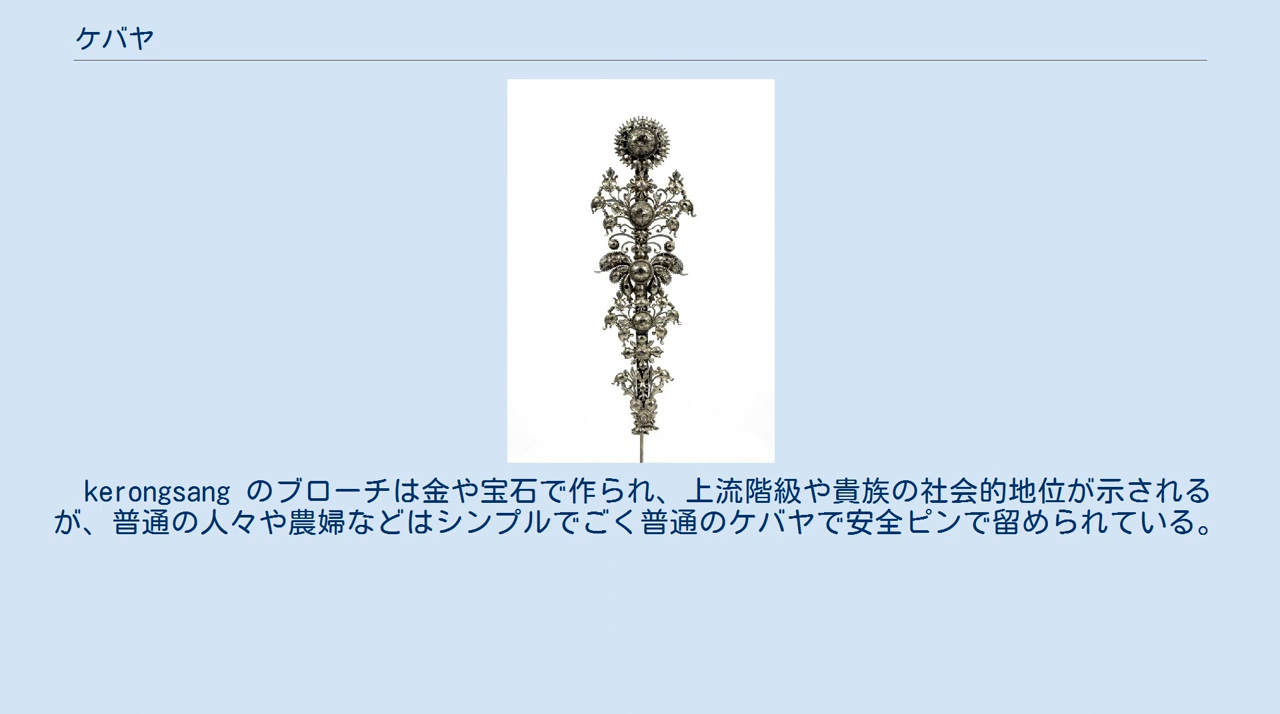 ケバヤ
kerongsang のブローチは金や宝石で作られ、上流階級や貴族の社会的地位が示される
が、普通の人々や農婦などはシンプルでごく普通のケバヤで安全ピンで留められている。